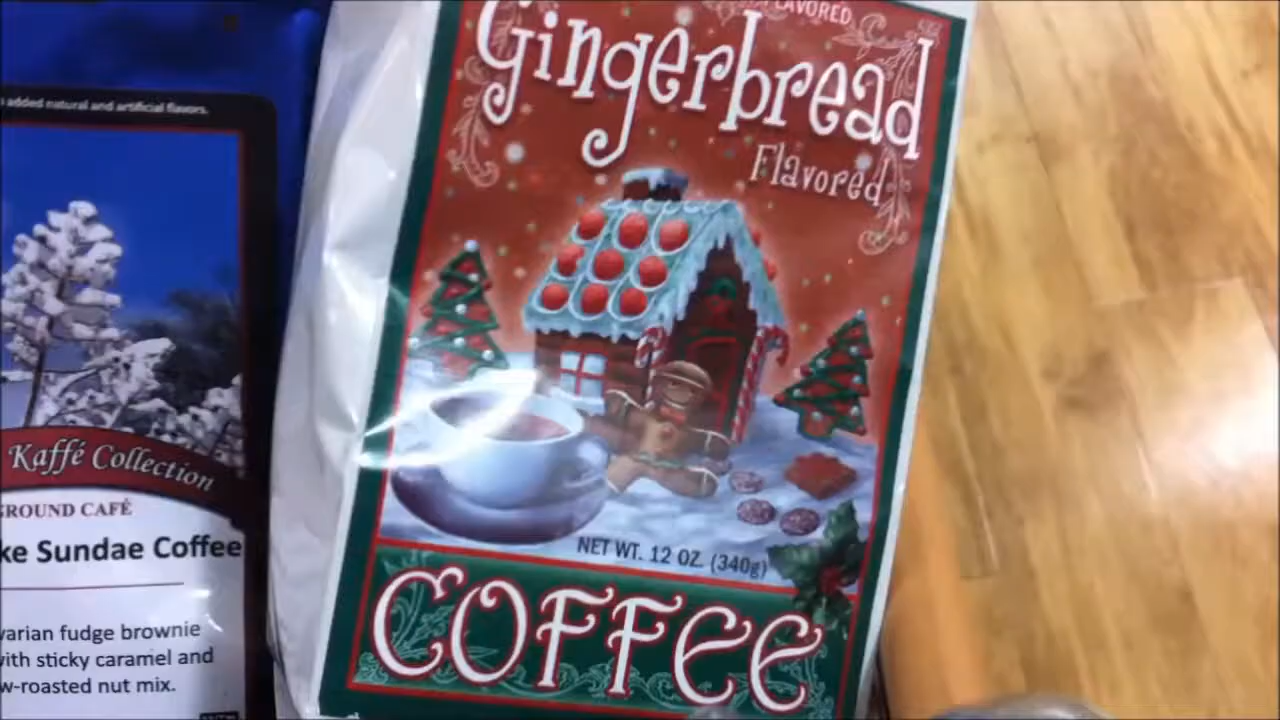 added natural and artificial flavors.
Kaffé Collection
GROUND CAFÉ
ke Sundae Coffee
varian fudge brownie
with sticky caramel and
w-roasted nut mix.
FLAVORED
Gingerbread
Flavored
NET WT. 12 OZ. (340g)
COFFEE